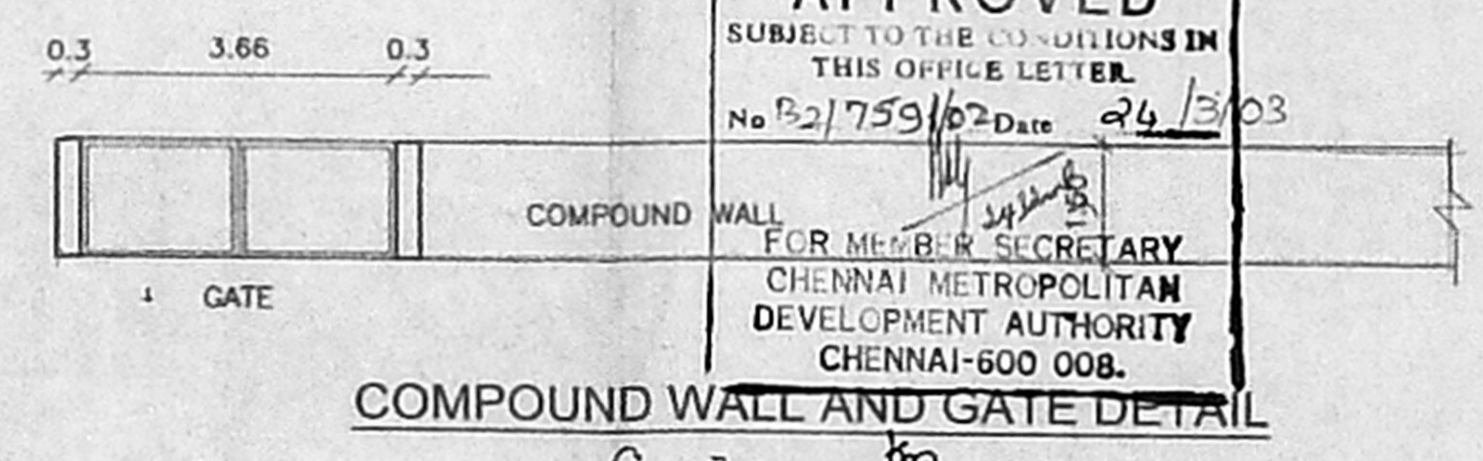 0.3 3.66 0.3
APPROVED
SUBJECT TO THE CONDITIONS IN
THIS OFFICE LETTER
No B2/7591/02 Date 24/3/03
COMPOUND WALL
FOR MEMBER SECRETARY
CHENNAI METROPOLITAN
DEVELOPMENT AUTHORITY
CHENNAI-600 008.
GATE
COMPOUND WALL AND GATE DETAIL